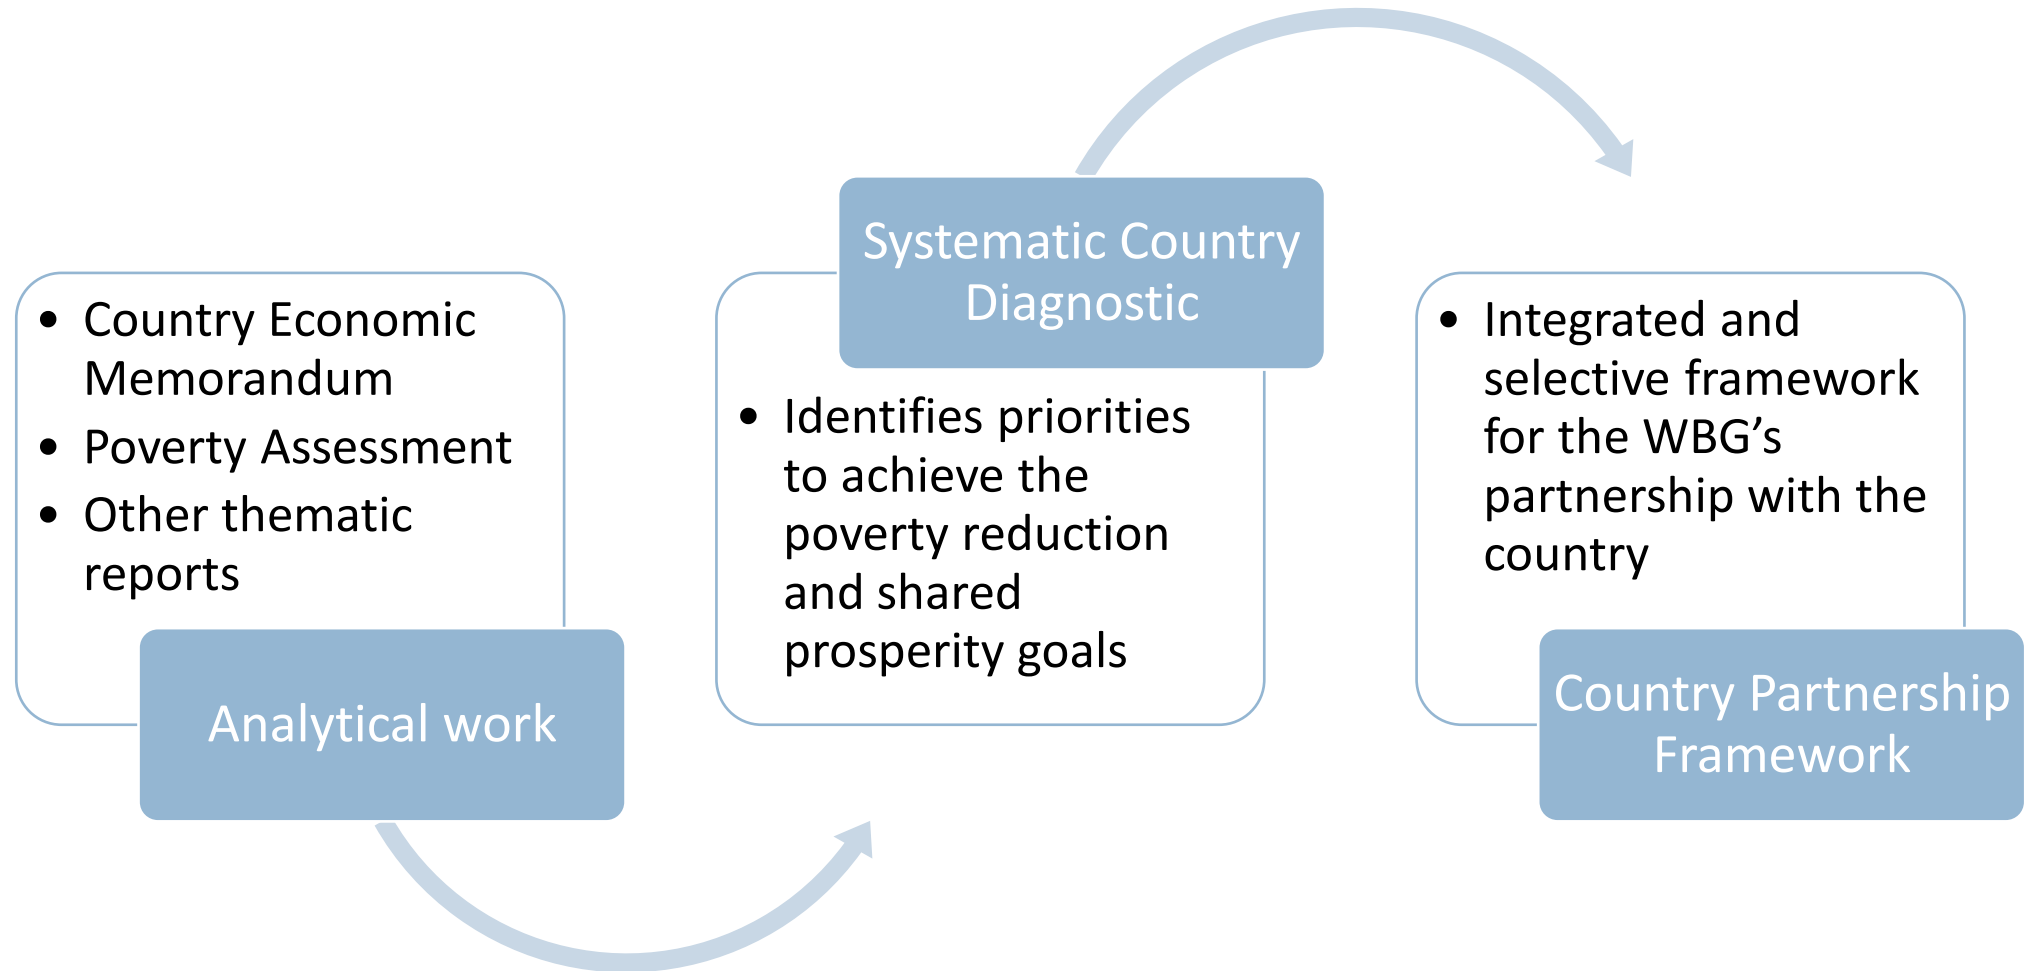 • Country Economic
Memorandum
• Poverty Assessment
• Other thematic
reports
Analytical work
Systematic Country
Diagnostic
• Identifies priorities
to achieve the
poverty reduction
and shared
prosperity goals
• Integrated and
selective framework
for the WBG’s
partnership with the
country
Country Partnership
Framework